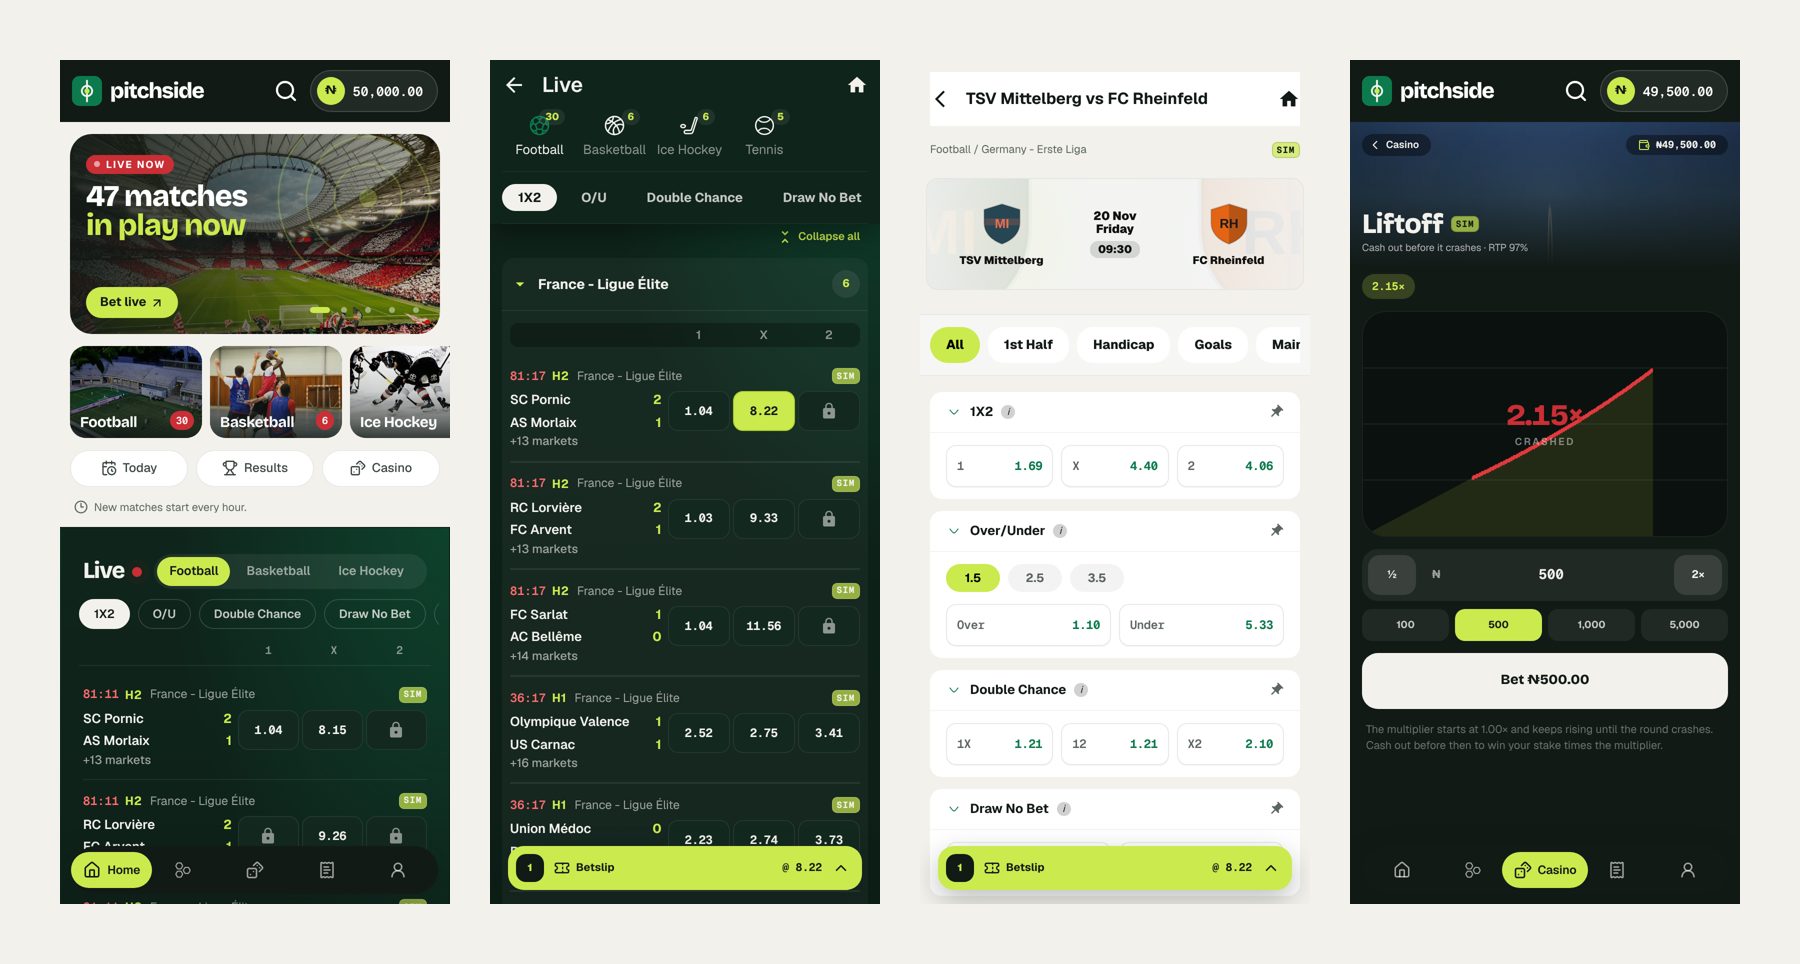 pitchside
₦ 50,000.00
LIVE NOW
47 matches
in play now
Bet live
Football 30
Basketball 6
Ice Hockey
Today
Results
Casino
New matches start every hour.
Live
Football
Basketball
Ice Hockey
1X2
O/U
Double Chance
Draw No Bet
1 X 2
81:11 H2 France - Ligue Élite SIM
SC Pornic 2
AS Morlaix 1
1.04 8.15
+13 markets
81:11 H2 France - Ligue Élite SIM
RC Lorvière 2
FC Arvent 1
9.26
Home
Live
30 6 6 5
Football Basketball Ice Hockey Tennis
1X2 O/U Double Chance Draw No Bet
Collapse all
France - Ligue Élite 6
1 X 2
81:17 H2 France - Ligue Élite SIM
SC Pornic 2
AS Morlaix 1
1.04 8.22
+13 markets
81:17 H2 France - Ligue Élite SIM
RC Lorvière 2
FC Arvent 1
1.03 9.33
+13 markets
81:17 H2 France - Ligue Élite SIM
FC Sarlat 1
AC Bellême 0
1.04 11.56
+14 markets
36:17 H1 France - Ligue Élite SIM
Olympique Valence 1
US Carnac 1
2.52 2.75 3.41
+16 markets
36:17 H1 France - Ligue Élite SIM
Union Médoc 0
2.23 2.74 3.73
1 Betslip @ 8.22
TSV Mittelberg vs FC Rheinfeld
Football / Germany - Erste Liga SIM
MI
TSV Mittelberg
20 Nov
Friday
09:30
RH
FC Rheinfeld
All 1st Half Handicap Goals Main
1X2 i
1 1.69 X 4.40 2 4.06
Over/Under i
1.5 2.5 3.5
Over 1.10 Under 5.33
Double Chance i
1X 1.21 12 1.21 X2 2.10
Draw No Bet i
1 Betslip @ 8.22
pitchside
₦ 49,500.00
Casino
₦49,500.00
Liftoff SIM
Cash out before it crashes · RTP 97%
2.15×
2.15×
CRASHED
½ ₦ 500 2×
100 500 1,000 5,000
Bet ₦500.00
The multiplier starts at 1.00× and keeps rising until the round crashes.
Cash out before then to win your stake times the multiplier.
Casino